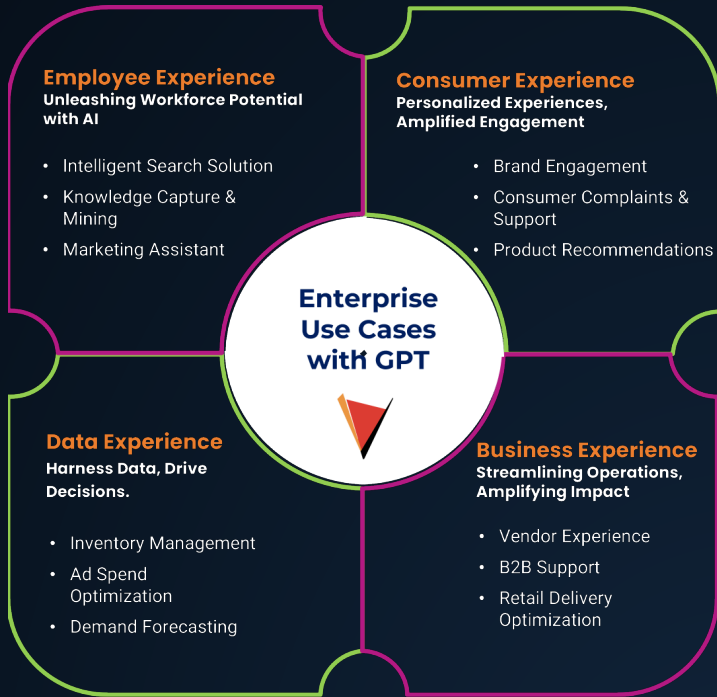 Employee Experience
Unleashing Workforce Potential
with AI
• Intelligent Search Solution
• Knowledge Capture &
Mining
• Marketing Assistant
Consumer Experience
Personalized Experiences,
Amplified Engagement
• Brand Engagement
• Consumer Complaints &
Support
• Product Recommendations
Enterprise
Use Cases
with GPT
Data Experience
Harness Data, Drive
Decisions.
• Inventory Management
• Ad Spend
Optimization
• Demand Forecasting
Business Experience
Streamlining Operations,
Amplifying Impact
• Vendor Experience
• B2B Support
• Retail Delivery
Optimization